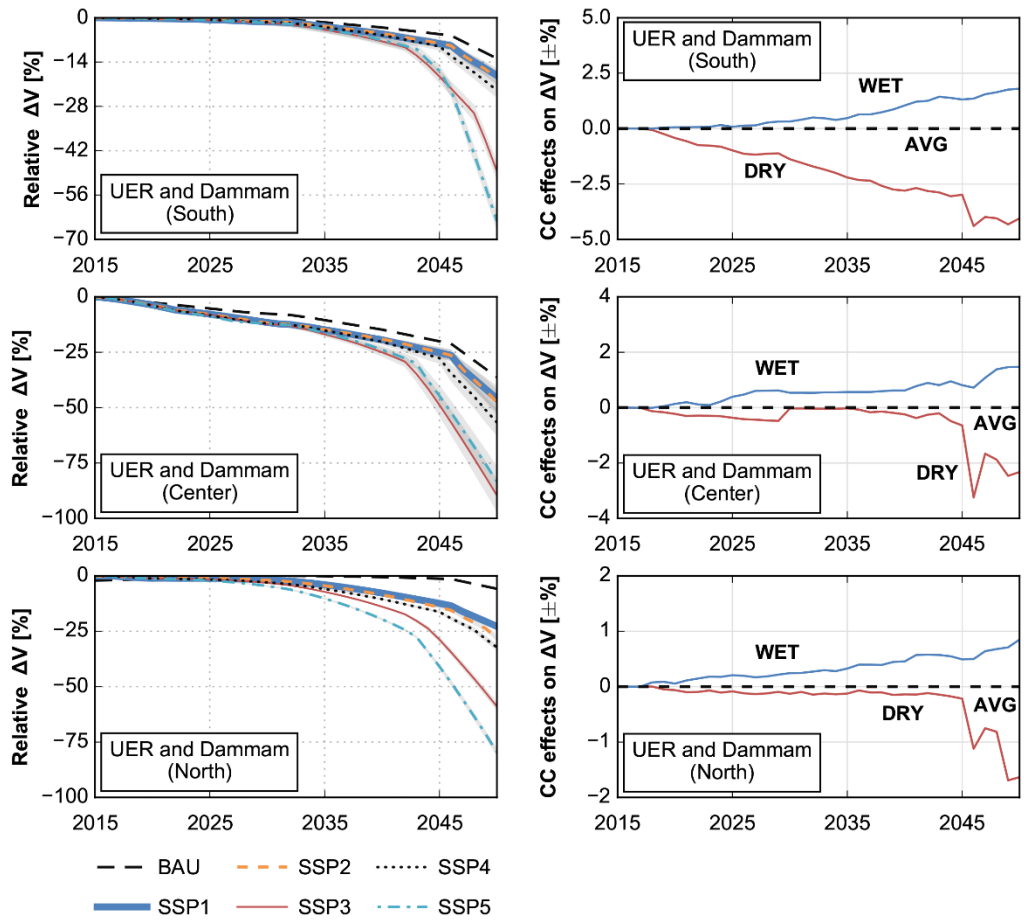 Relative ΔV [%]
0
−14
−28
−42
−56
−70
UER and Dammam
(South)
2015
2025
2035
2045
CC effects on ΔV [±%]
5.0
2.5
0.0
−2.5
5.0
UER and Dammam
(South)
WET
AVG
DRY
2015
2025
2035
2045
Relative ΔV [%]
0
−25
−50
−75
−100
UER and Dammam
(Center)
2015
2025
2035
2045
CC effects on ΔV [±%]
4
2
0
−2
−4
WET
AVG
DRY
UER and Dammam
(Center)
2015
2025
2035
2045
Relative ΔV [%]
0
−25
−50
−75
−100
UER and Dammam
(North)
2015
2025
2035
2045
CC effects on ΔV [±%]
2
1
0
−1
−2
WET
AVG
DRY
UER and Dammam
(North)
2015
2025
2035
2045
BAU
SSP2
SSP4
SSP1
SSP3
SSP5